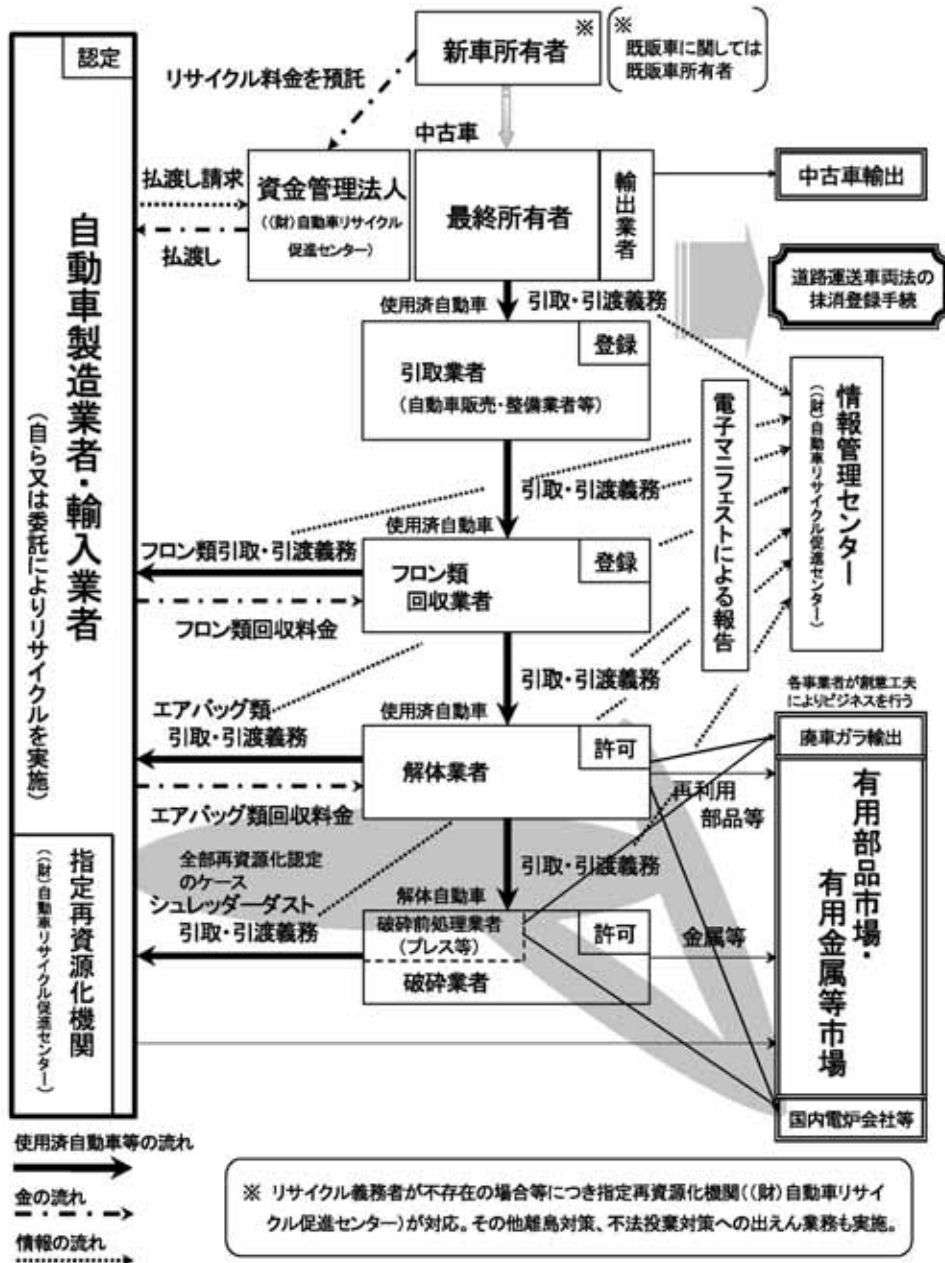 ※
新車所有者
※
既販車に関しては
既販車所有者
認定
リサイクル料金を預託
中古車
払渡し請求
払渡し
資金管理法人
((財)自動車リサイクル
促進センター)
最終所有者
輸出業者
中古車輸出
道路運送車両法の
抹消登録手続
自動車製造業者・輸入業者
(自ら又は委託によりリサイクルを実施)
使用済自動車
引取・引渡義務
登録
引取業者
(自動車販売・整備業者等)
電子マニフェストによる報告
情報管理センター
((財)自動車リサイクル促進センター)
引取・引渡義務
使用済自動車
フロン類引取・引渡義務
登録
フロン類
回収業者
フロン類回収料金
引取・引渡義務
使用済自動車
各事業者が創意工夫
によりビジネスを行う
エアバッグ類
引取・引渡義務
許可
解体業者
廃車ガラ輸出
再利用
部品等
有用部品市場・
有用金属等市場
エアバッグ類回収料金
引取・引渡義務
全部再資源化認定
のケース
解体自動車
シュレッダーダスト
引取・引渡義務
破砕前処理業者
(プレス等)
許可
破砕業者
金属等
指定再資源化機関
((財)自動車リサイクル促進センター)
国内電炉会社等
使用済自動車等の流れ
金の流れ
情報の流れ
※ リサイクル義務者が不存在の場合等につき指定再資源化機関((財)自動車リサイ
クル促進センター)が対応。その他離島対策、不法投棄対策への出えん業務も実施。